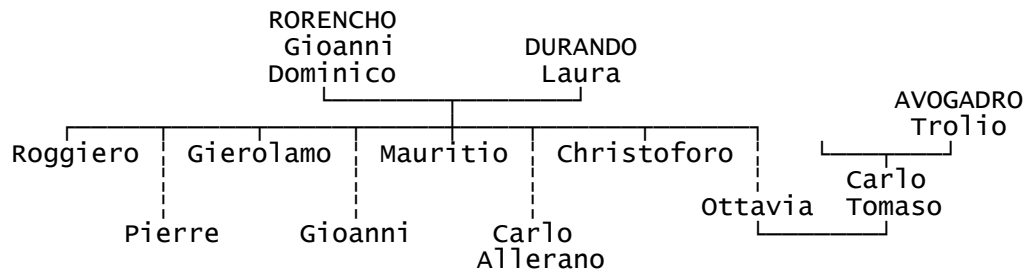 RORENCHO
Gioanni DURANDO
Dominico Laura
AVOGADRO
Trolio
Roggiero Gierolamo Mauritio Christoforo
Carlo
Ottavia Tomaso
Pierre Gioanni Carlo
Allerano